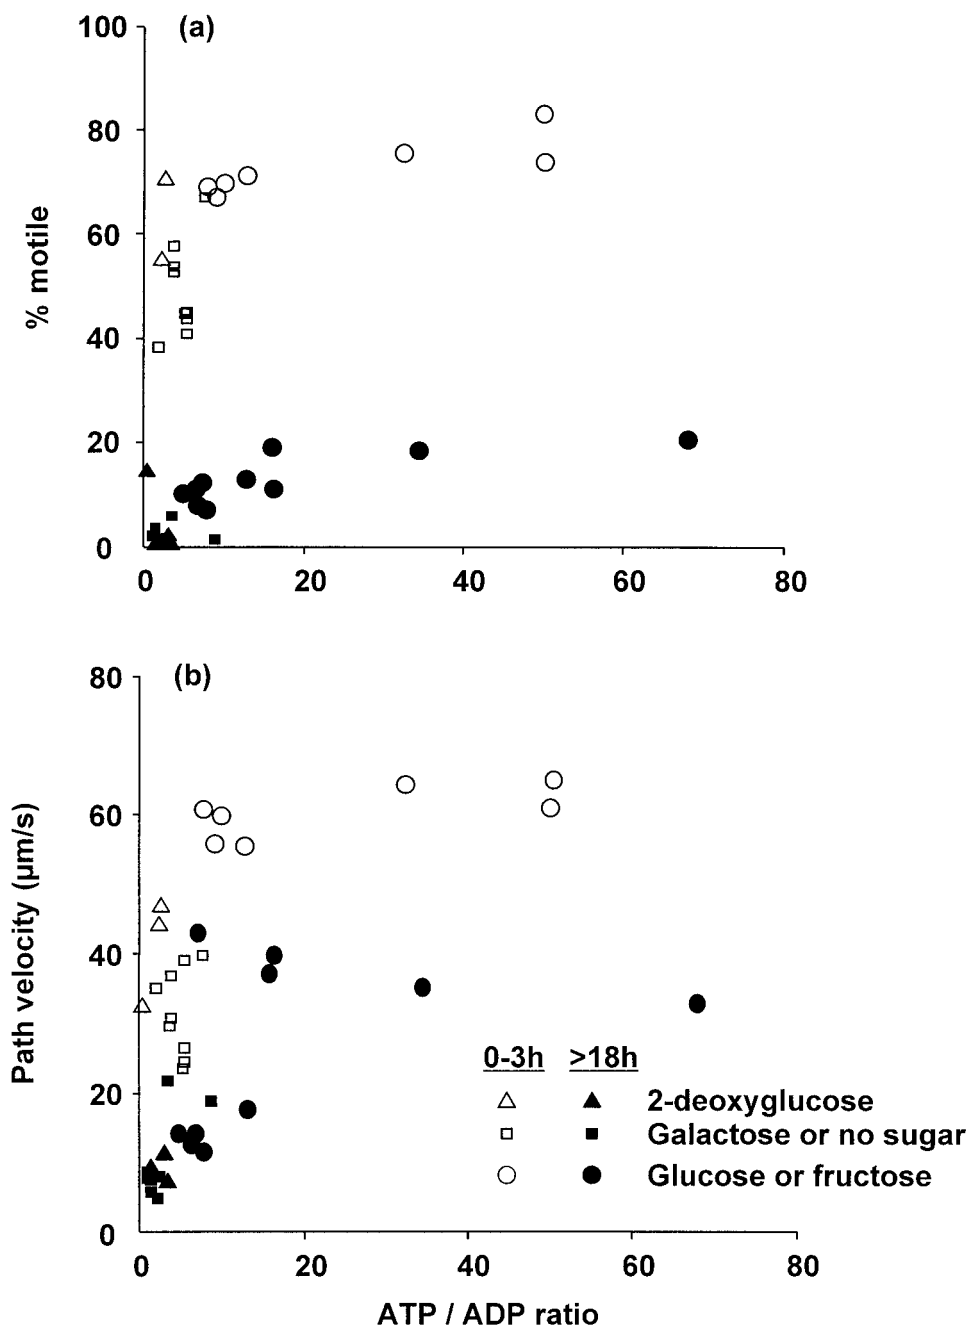 (a)
100
80
60
40
20
0
% motile
0 20 40 60 80
(b)
80
60
40
20
0
Path velocity (μm/s)
0-3h >18h
2-deoxyglucose
Galactose or no sugar
Glucose or fructose
0 20 40 60 80
ATP / ADP ratio